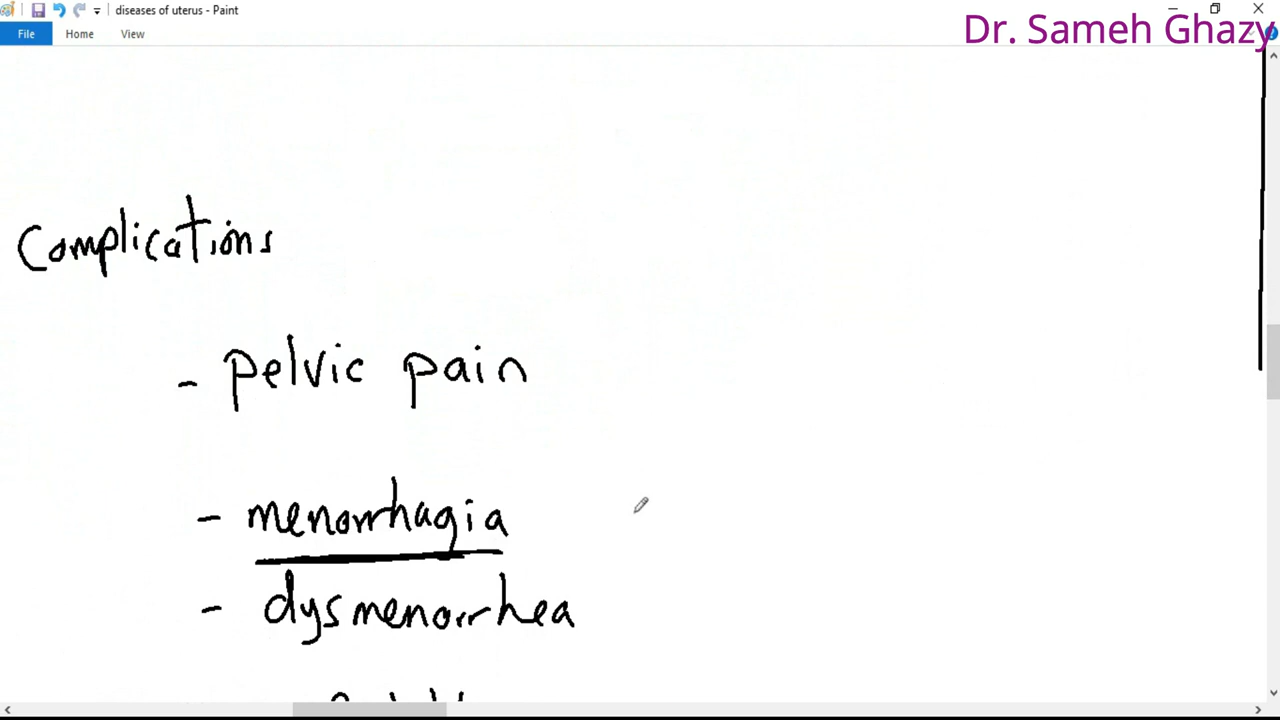 diseases of uterus - Paint
File Home View
Dr. Sameh Ghazy
Complications
- pelvic pain
- menorrhagia
- dysmenorrhea